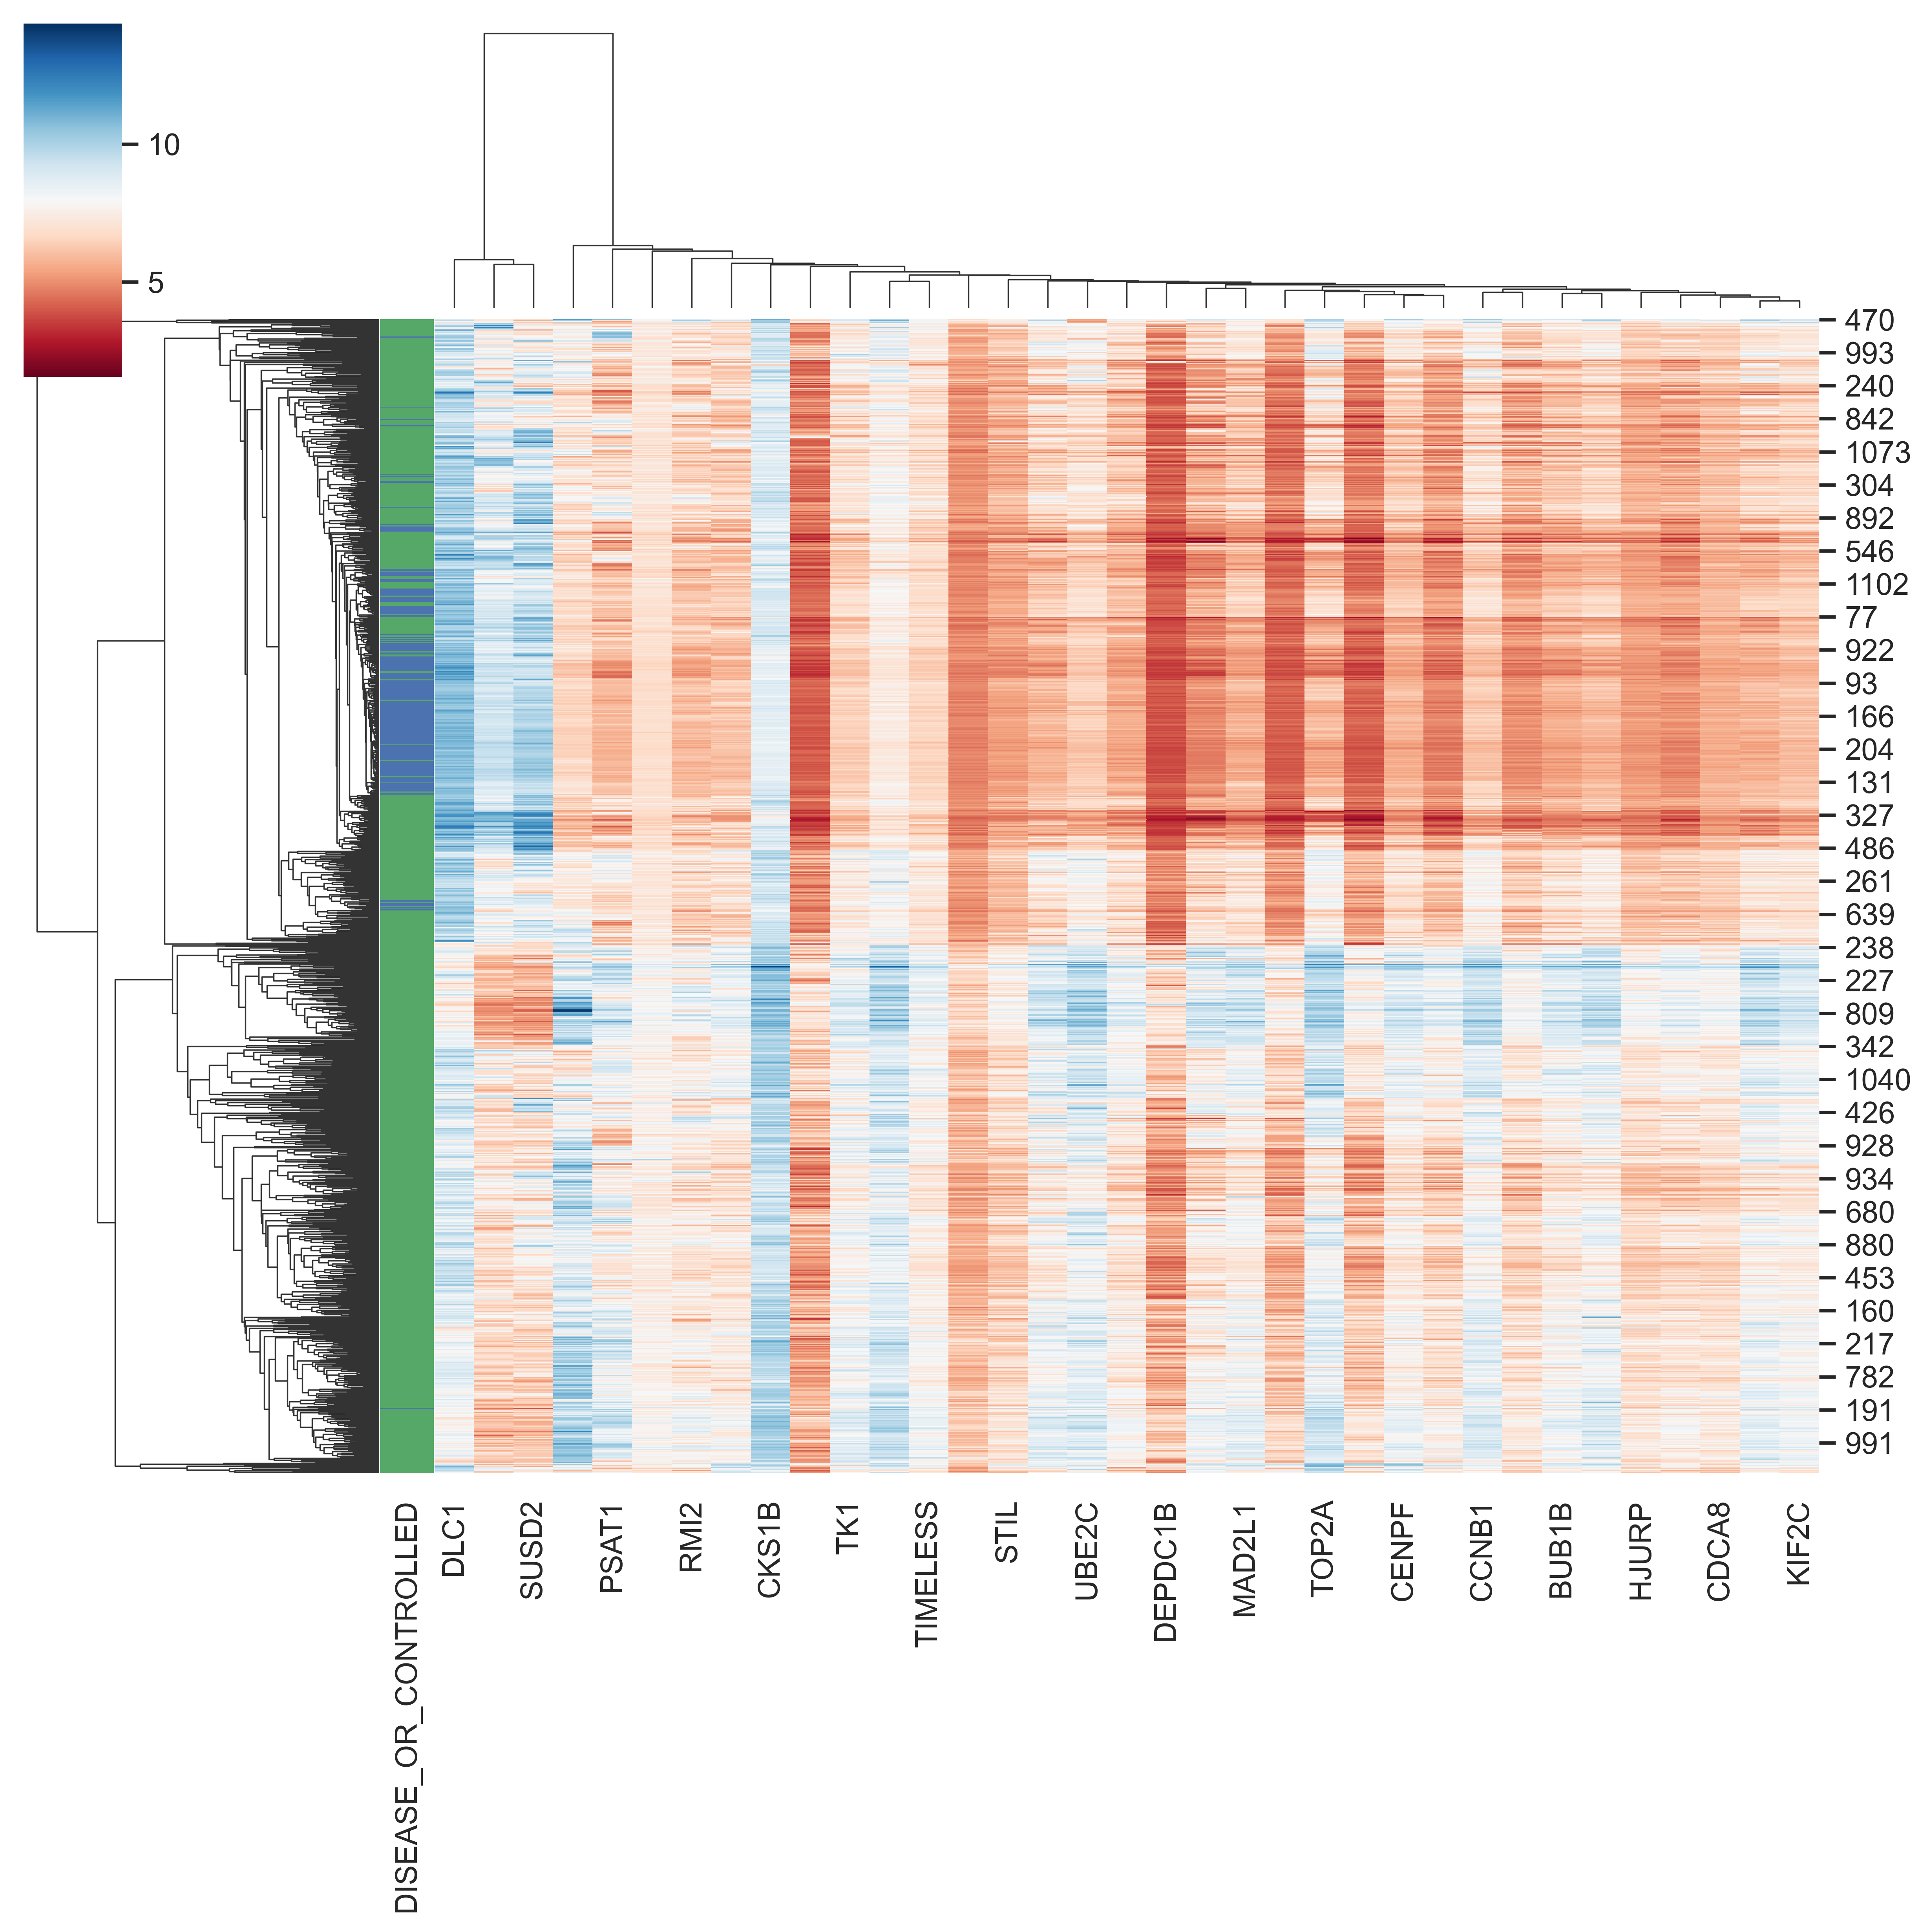 10
5
470
993
240
842
1073
304
892
546
1102
77
922
93
166
204
131
327
486
261
639
238
227
809
342
1040
426
928
934
680
880
453
160
217
782
191
991
DISEASE_OR_CONTROLLED
DLC1
SUSD2
PSAT1
RMI2
CKS1B
TK1
TIMELESS
STIL
UBE2C
DEPDC1B
MAD2L1
TOP2A
CENPF
CCNB1
BUB1B
HJURP
CDCA8
KIF2C